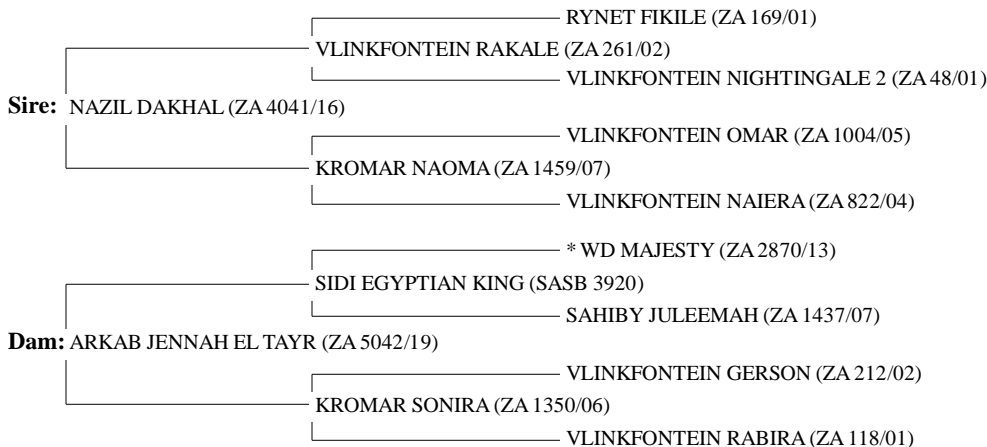 RYNET FIKILE (ZA 169/01)
VLINKFONTEIN RAKALE (ZA 261/02)
VLINKFONTEIN NIGHTINGALE 2 (ZA 48/01)
Sire: NAZIL DAKHAL (ZA 4041/16)
VLINKFONTEIN OMAR (ZA 1004/05)
KROMAR NAOMA (ZA 1459/07)
VLINKFONTEIN NAIERA (ZA 822/04)
* WD MAJESTY (ZA 2870/13)
SIDI EGYPTIAN KING (SASB 3920)
SAHIBY JULEEMAH (ZA 1437/07)
Dam: ARKAB JENNAH EL TAYR (ZA 5042/19)
VLINKFONTEIN GERSON (ZA 212/02)
KROMAR SONIRA (ZA 1350/06)
VLINKFONTEIN RABIRA (ZA 118/01)